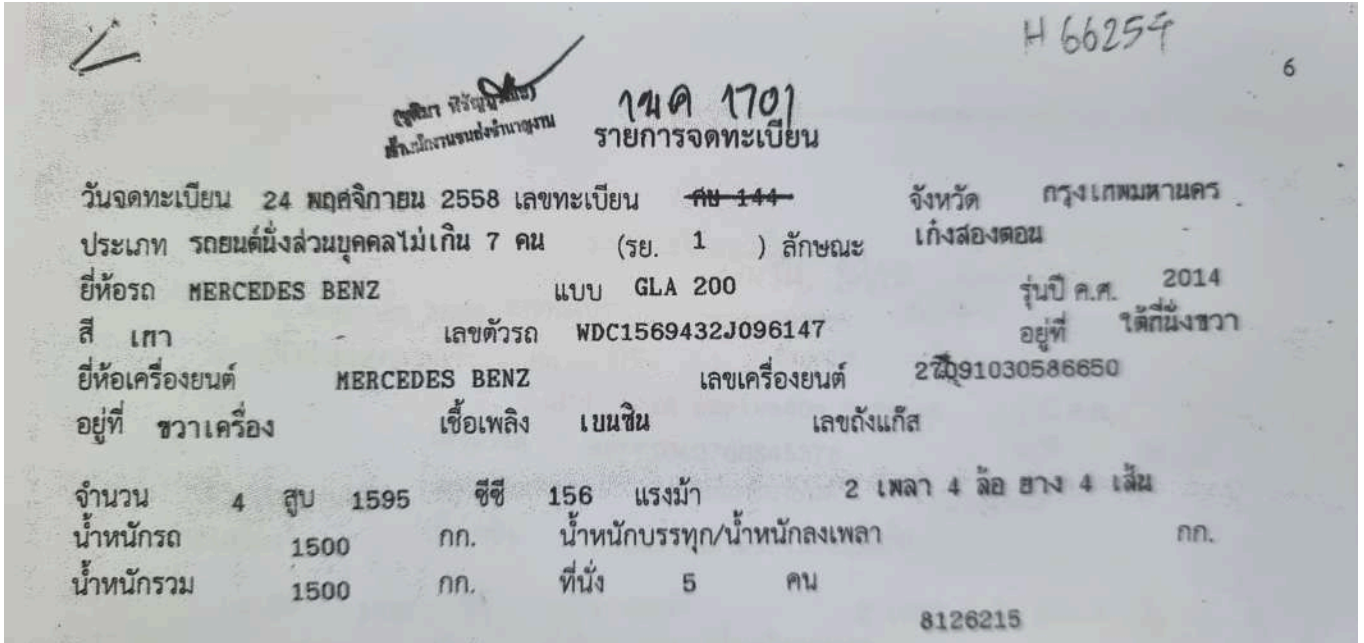 H 66254
6
1ขค 1701
รายการจดทะเบียน
วันจดทะเบียน 24 พฤศจิกายน 2558 เลขทะเบียน 144 จังหวัด กรุงเทพมหานคร
ประเภท รถยนต์นั่งส่วนบุคคลไม่เกิน 7 คน (รย. 1 ) ลักษณะ เก๋งสองตอน
ยี่ห้อรถ MERCEDES BENZ แบบ GLA 200 รุ่นปี ค.ศ. 2014
สี เทา เลขตัวรถ WDC1569432J096147 อยู่ที่ ใต้ที่นั่งขวา
ยี่ห้อเครื่องยนต์ MERCEDES BENZ เลขเครื่องยนต์
อยู่ที่ ขวาเครื่อง เชื้อเพลิง เบนซิน เลขถังแก๊ส
จำนวน 4 สูบ 1595 ซีซี 156 แรงม้า 2 เพลา 4 ล้อ ยาง 4 เส้น
น้ำหนักรถ 1500 กก. น้ำหนักบรรทุก/น้ำหนักลงเพลา กก.
น้ำหนักรวม 1500 กก. ที่นั่ง 5 คน
8126215